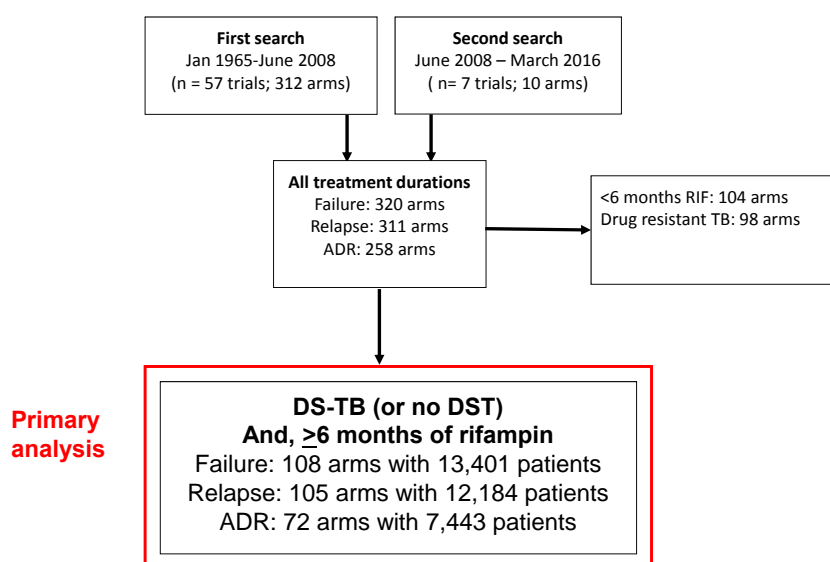 First search
Jan 1965-June 2008
(n = 57 trials; 312 arms)
Second search
June 2008 – March 2016
( n= 7 trials; 10 arms)
All treatment durations
Failure: 320 arms
Relapse: 311 arms
ADR: 258 arms
<6 months RIF: 104 arms
Drug resistant TB: 98 arms
Primary
analysis
DS-TB (or no DST)
And, >6 months of rifampin
Failure: 108 arms with 13,401 patients
Relapse: 105 arms with 12,184 patients
ADR: 72 arms with 7,443 patients